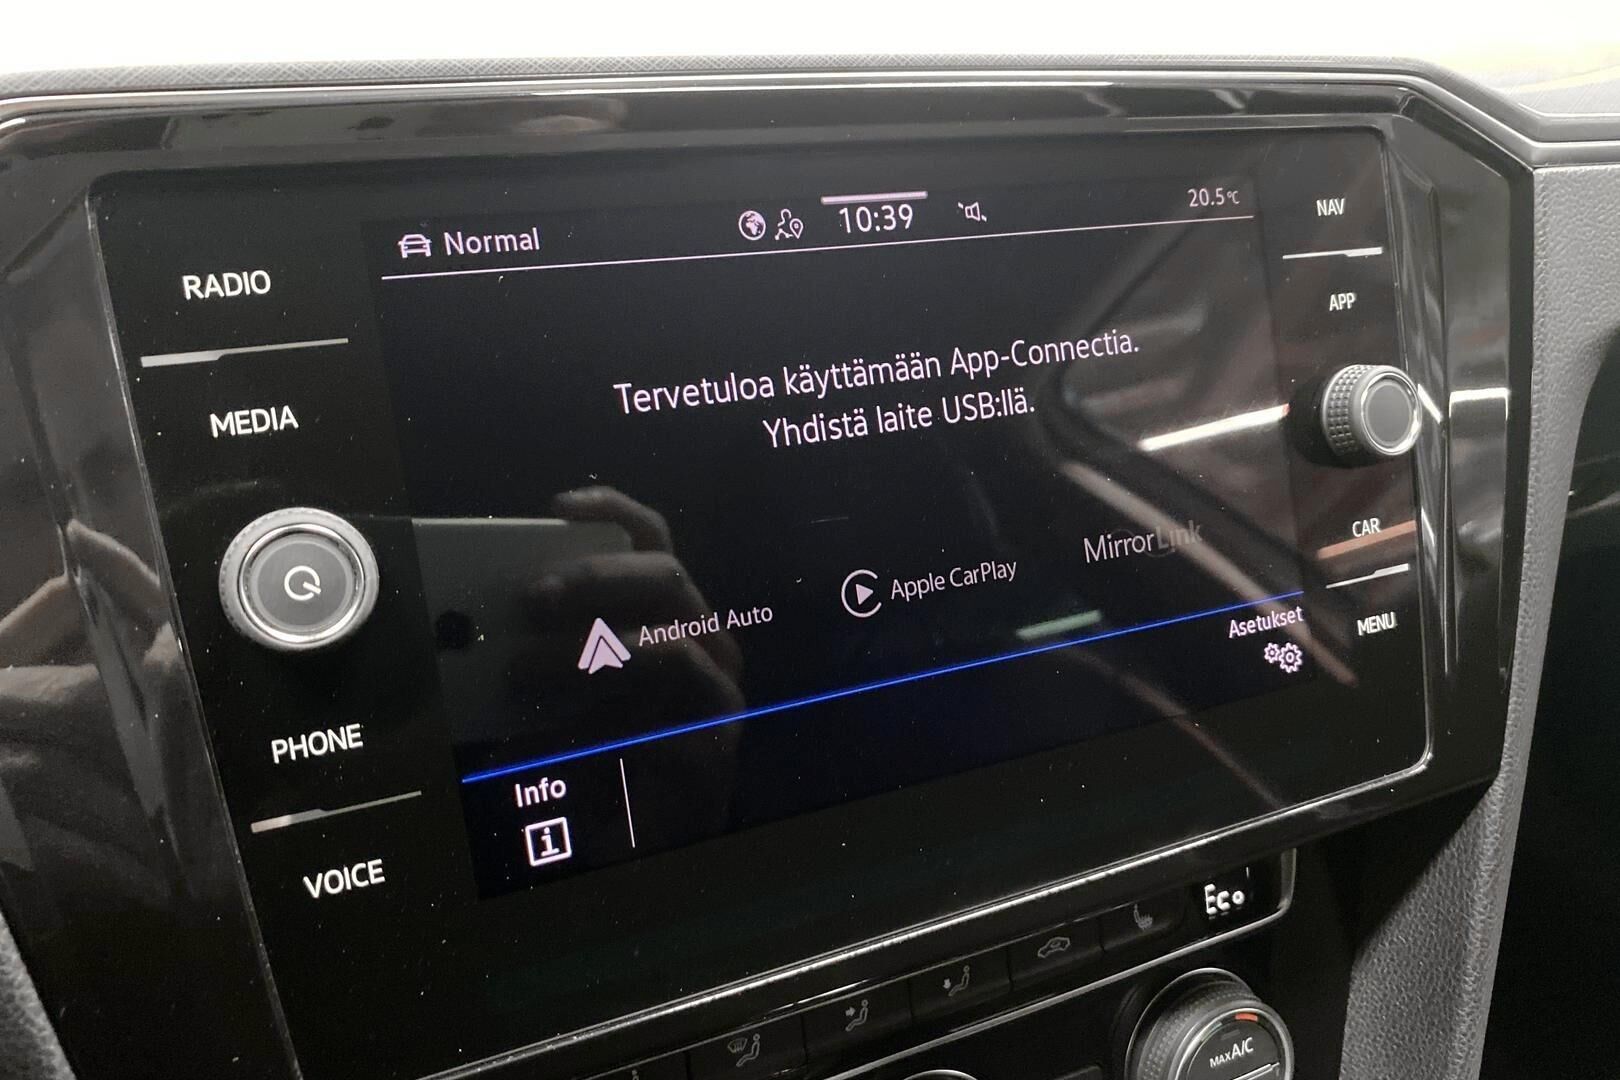 Normal
10:39
20.5°C
Tervetuloa käyttämään App-Connectia.
Yhdistä laite USB:llä.
Android Auto
Apple CarPlay
MirrorLink
Asetukset
Info
i
RADIO
MEDIA
PHONE
VOICE
NAV
APP
CAR
MENU
Eco
MAX A/C